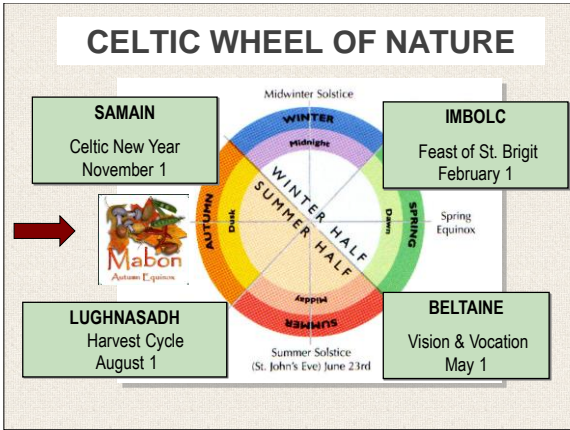 CELTIC WHEEL OF NATURE
Midwinter Solstice
SAMAIN
Celtic New Year
November 1
IMBOLC
Feast of St. Brigit
February 1
WINTER
Midnight
WINTER HALF
SUMMER HALF
AUTUMN
Dusk
Dawn
SPRING
Spring
Equinox
Mabon
Autumn Equinox
Midday
SUMMER
LUGHNASADH
Harvest Cycle
August 1
BELTAINE
Vision & Vocation
May 1
Summer Solstice
(St. John's Eve) June 23rd